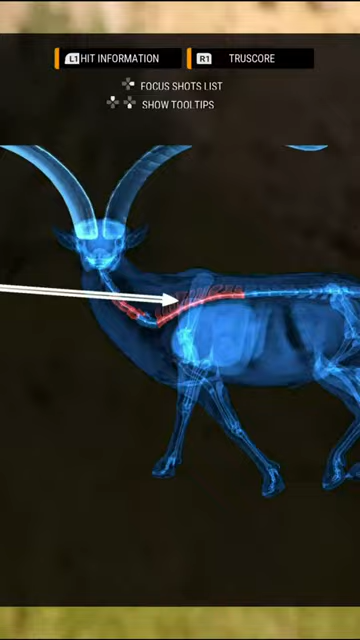 L1 HIT INFORMATION
R1 TRUSCORE
FOCUS SHOTS LIST
SHOW TOOLTIPS